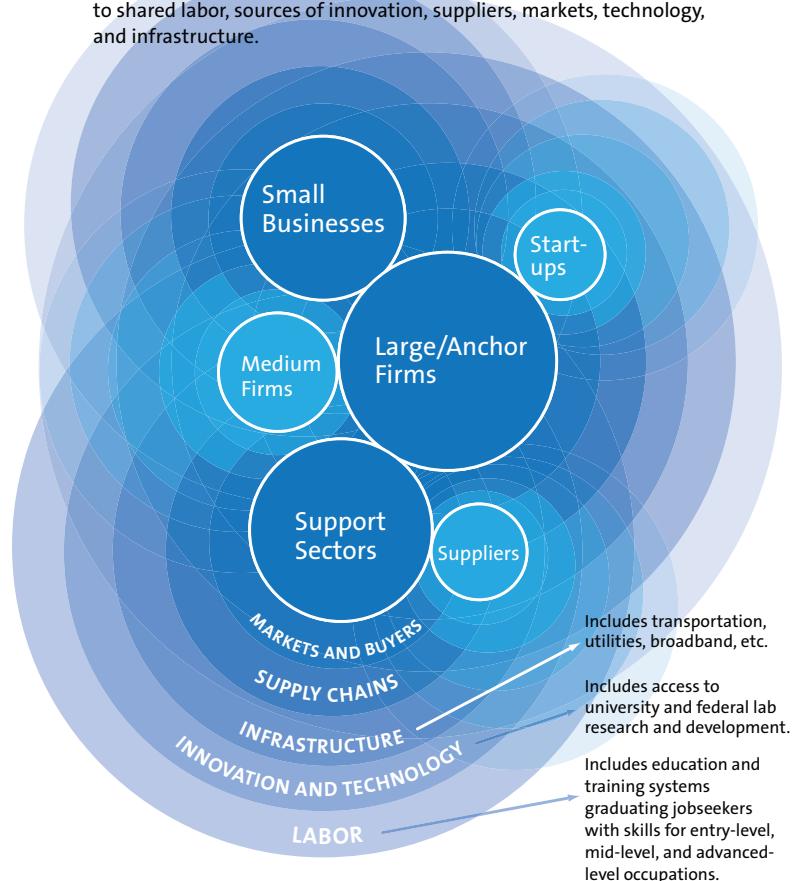 to shared labor, sources of innovation, suppliers, markets, technology,
and infrastructure.
Small
Businesses
Start-
ups
Large/Anchor
Firms
Medium
Firms
Support
Sectors
Suppliers
MARKETS AND BUYERS
SUPPLY CHAINS
INFRASTRUCTURE
INNOVATION AND TECHNOLOGY
LABOR
Includes transportation,
utilities, broadband, etc.
Includes access to
university and federal lab
research and development.
Includes education and
training systems
graduating jobseekers
with skills for entry-level,
mid-level, and advanced-
level occupations.